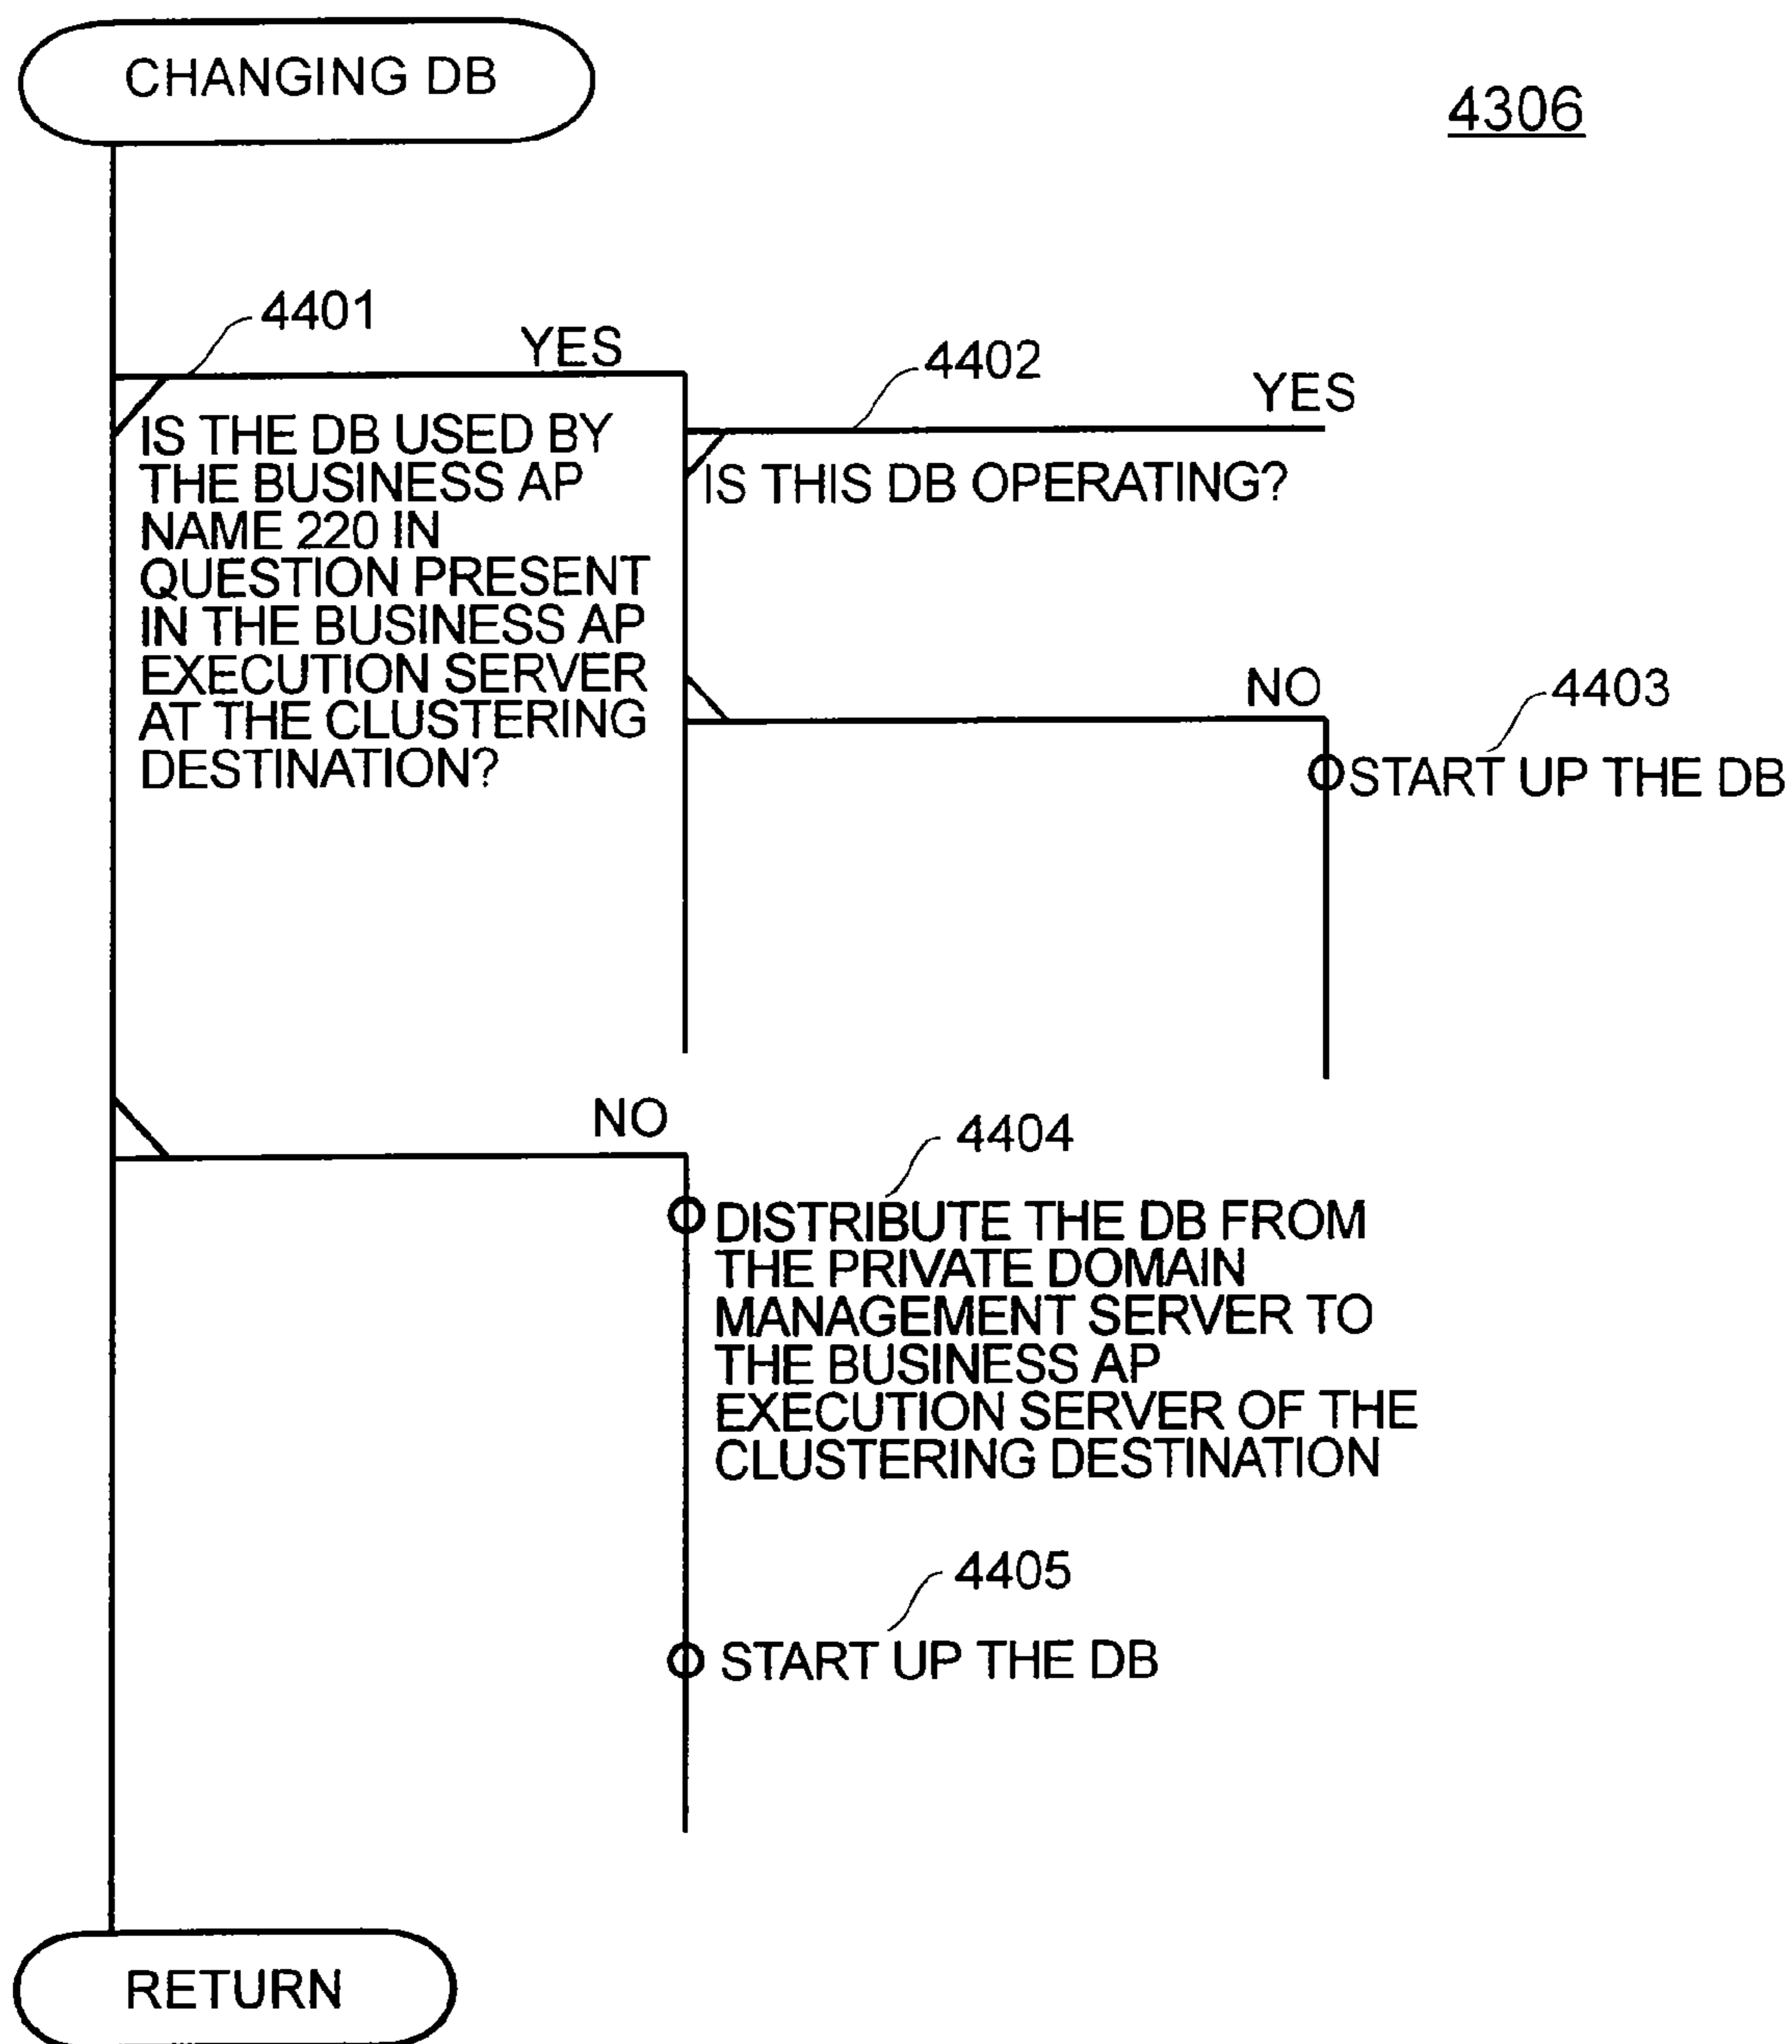 CHANGING DB
4306
4401
YES
IS THE DB USED BY
THE BUSINESS AP
NAME 220 IN
QUESTION PRESENT
IN THE BUSINESS AP
EXECUTION SERVER
AT THE CLUSTERING
DESTINATION?
4402
YES
IS THIS DB OPERATING?
NO
4403
START UP THE DB
NO
4404
DISTRIBUTE THE DB FROM
THE PRIVATE DOMAIN
MANAGEMENT SERVER TO
THE BUSINESS AP
EXECUTION SERVER OF THE
CLUSTERING DESTINATION
4405
START UP THE DB
RETURN